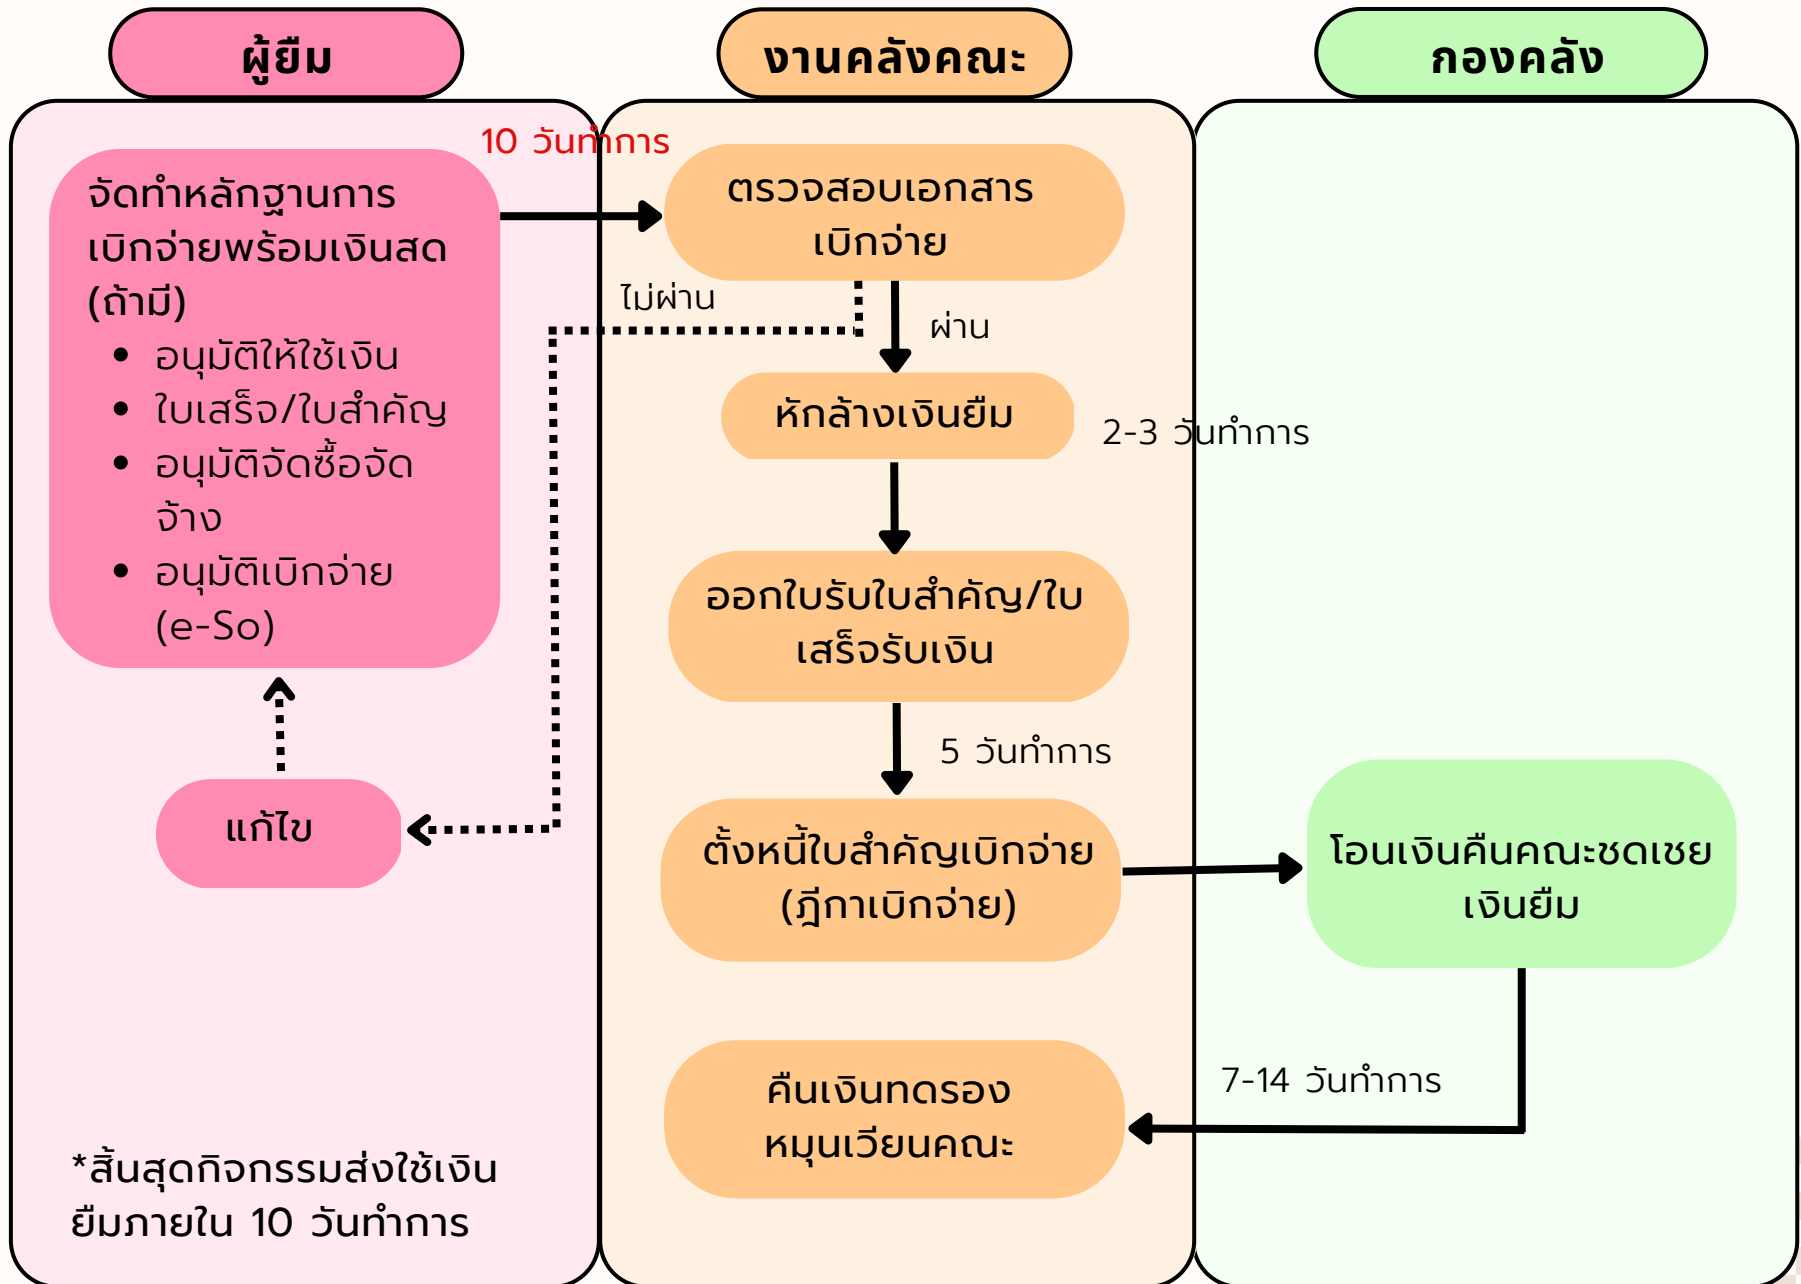 ผู้ยืม
งานคลังคณะ
กองคลัง
10 วันทำการ
จัดทำหลักฐานการ
เบิกจ่ายพร้อมเงินสด
(ถ้ามี)
• อนุมัติให้ใช้เงิน
• ใบเสร็จ/ใบสำคัญ
• อนุมัติจัดซื้อจัด
จ้าง
• อนุมัติเบิกจ่าย
(e-So)
แก้ไข
*สิ้นสุดกิจกรรมส่งใช้เงิน
ยืมภายใน 10 วันทำการ
ตรวจสอบเอกสาร
เบิกจ่าย
ไม่ผ่าน
ผ่าน
หักล้างเงินยืม
2-3 วันทำการ
ออกใบรับใบสำคัญ/ใบ
เสร็จรับเงิน
5 วันทำการ
ตั้งหนี้ใบสำคัญเบิกจ่าย
(ฎีกาเบิกจ่าย)
โอนเงินคืนคณะชดเชย
เงินยืม
7-14 วันทำการ
คืนเงินทดรอง
หมุนเวียนคณะ